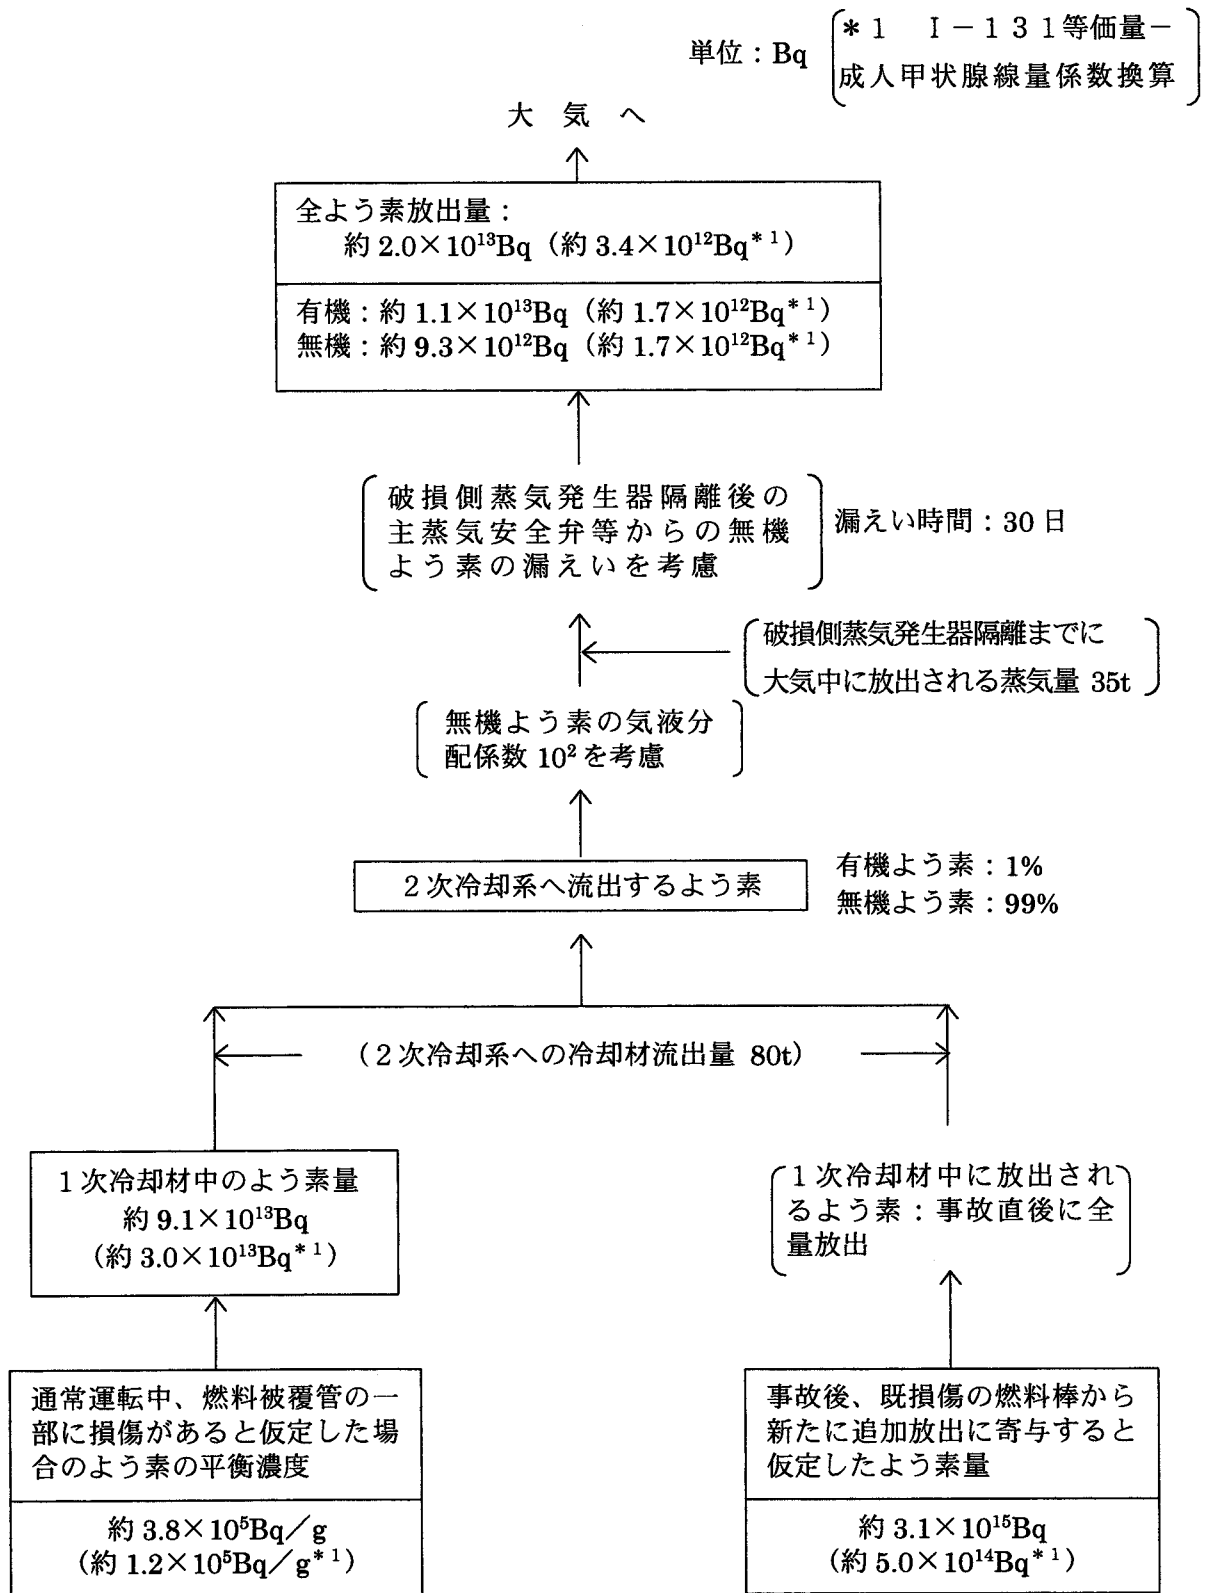 単位：Bq
＊1　I－１３１等価量－
成人甲状腺線量係数換算
大　気　へ
全よう素放出量：
約 2.0×10¹³Bq（約 3.4×10¹²Bq*¹）
有機：約 1.1×10¹³Bq（約 1.7×10¹²Bq*¹）
無機：約 9.3×10¹²Bq（約 1.7×10¹²Bq*¹）
破損側蒸気発生器隔離後の
主蒸気安全弁等からの無機
よう素の漏えいを考慮
漏えい時間：30 日
破損側蒸気発生器隔離までに
大気中に放出される蒸気量 35t
無機よう素の気液分
配係数 10²を考慮
２次冷却系へ流出するよう素
有機よう素：1%
無機よう素：99%
（２次冷却系への冷却材流出量 80t）
１次冷却材中のよう素量
約 9.1×10¹³Bq
（約 3.0×10¹³Bq*¹）
１次冷却材中に放出され
るよう素：事故直後に全
量放出
通常運転中、燃料被覆管の一
部に損傷があると仮定した場
合のよう素の平衡濃度
約 3.8×10⁵Bq／g
（約 1.2×10⁵Bq／g*¹）
事故後、既損傷の燃料棒から
新たに追加放出に寄与すると
仮定したよう素量
約 3.1×10¹⁵Bq
（約 5.0×10¹⁴Bq*¹）